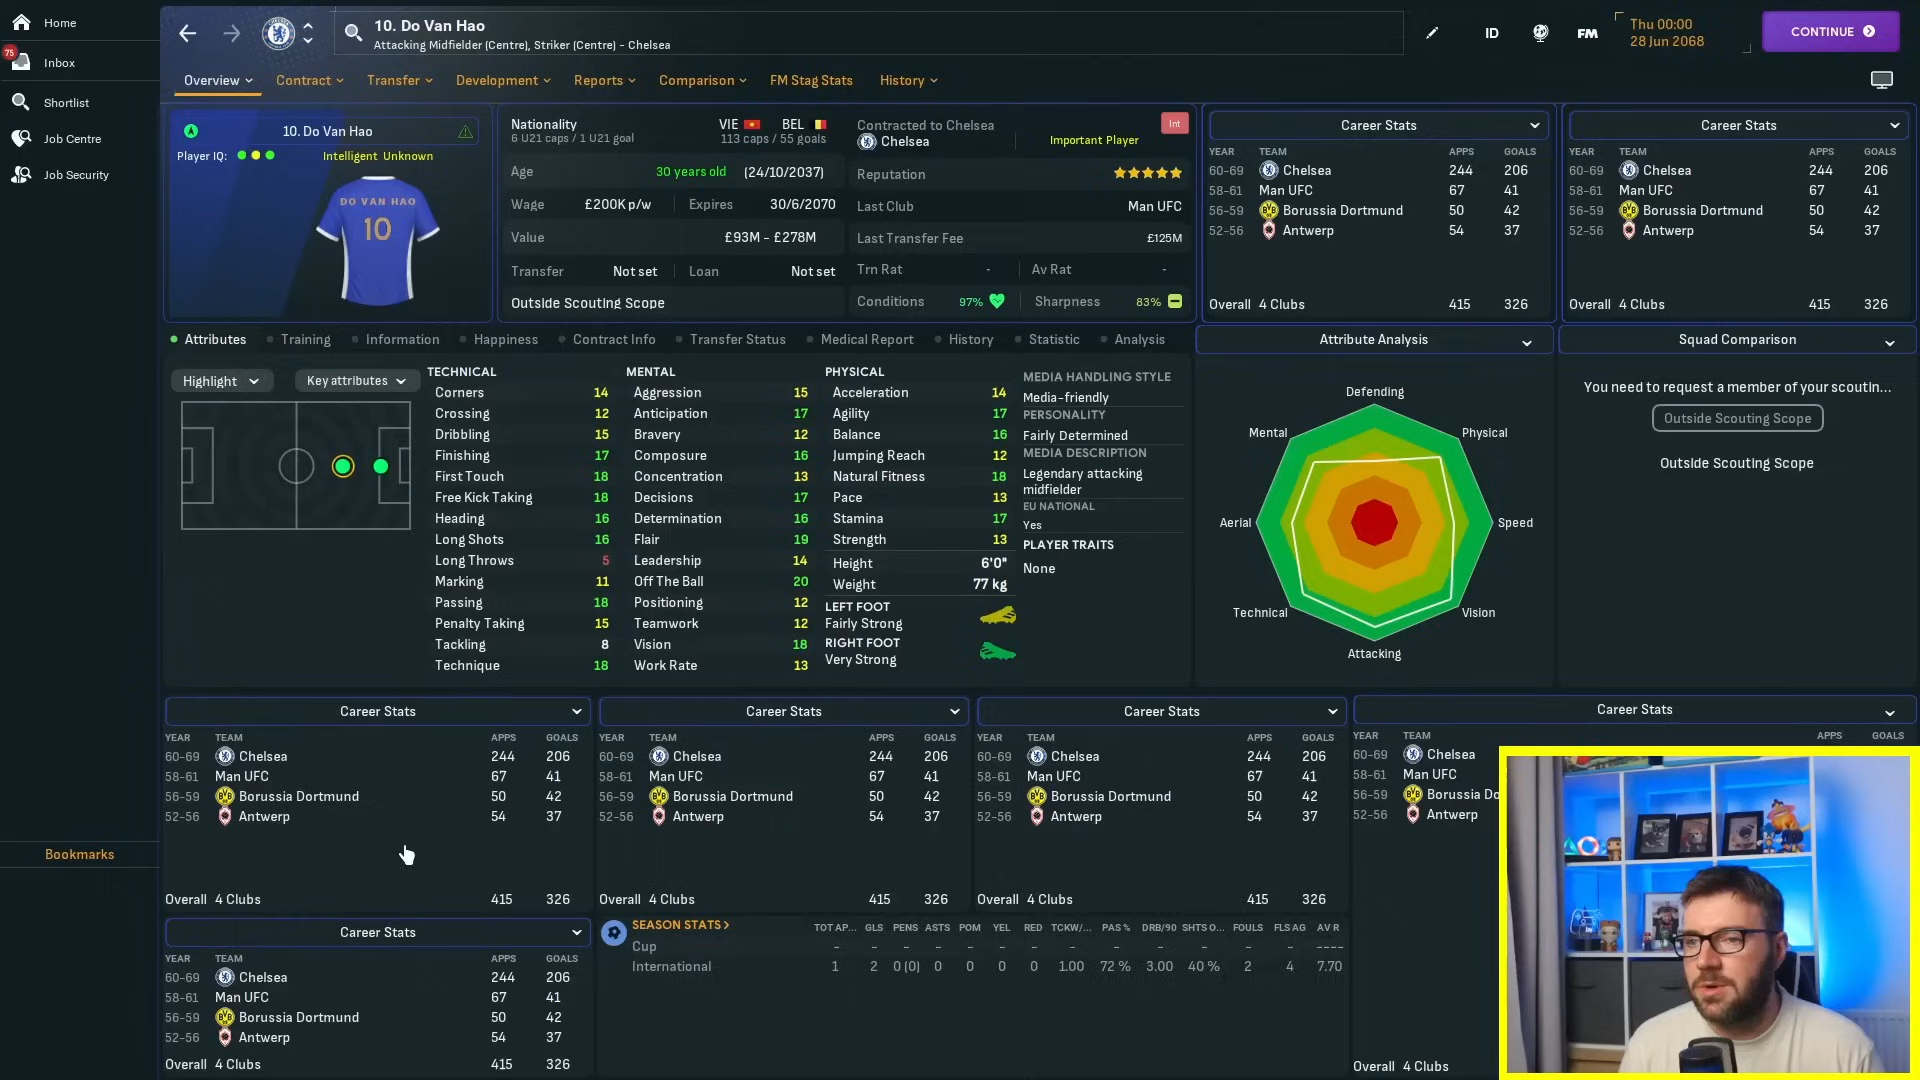 Home
75
Inbox
Shortlist
Job Centre
Job Security
Bookmarks
10. Do Van Hao
Attacking Midfielder (Centre), Striker (Centre) - Chelsea
ID
FM
Thu 00:00
28 Jun 2068
CONTINUE
Overview
Contract
Transfer
Development
Reports
Comparison
FM Stag Stats
History
10. Do Van Hao
Player IQ:
Intelligent Unknown
DO VAN HAO
10
Nationality VIE BEL
6 U21 caps / 1 U21 goal 113 caps / 55 goals
Age 30 years old (24/10/2037)
Wage £200K p/w Expires 30/6/2070
Value £93M - £278M
Transfer Not set Loan Not set
Outside Scouting Scope
Contracted to Chelsea Int
Chelsea Important Player
Reputation
Last Club Man UFC
Last Transfer Fee £125M
Trn Rat - Av Rat -
Conditions 97% Sharpness 83%
Career Stats
YEAR TEAM APPS GOALS
60-69 Chelsea 244 206
58-61 Man UFC 67 41
56-59 Borussia Dortmund 50 42
52-56 Antwerp 54 37
Overall 4 Clubs 415 326
Career Stats
YEAR TEAM APPS GOALS
60-69 Chelsea 244 206
58-61 Man UFC 67 41
56-59 Borussia Dortmund 50 42
52-56 Antwerp 54 37
Overall 4 Clubs 415 326
Attributes Training Information Happiness Contract Info Transfer Status Medical Report History Statistic Analysis
Highlight
Key attributes
TECHNICAL
Corners 14
Crossing 12
Dribbling 15
Finishing 17
First Touch 18
Free Kick Taking 18
Heading 16
Long Shots 16
Long Throws 5
Marking 11
Passing 18
Penalty Taking 15
Tackling 8
Technique 18
MENTAL
Aggression 15
Anticipation 17
Bravery 12
Composure 16
Concentration 13
Decisions 17
Determination 16
Flair 19
Leadership 14
Off The Ball 20
Positioning 12
Teamwork 12
Vision 18
Work Rate 13
PHYSICAL
Acceleration 14
Agility 17
Balance 16
Jumping Reach 12
Natural Fitness 18
Pace 13
Stamina 17
Strength 13
Height 6'0"
Weight 77 kg
LEFT FOOT
Fairly Strong
RIGHT FOOT
Very Strong
MEDIA HANDLING STYLE
Media-friendly
PERSONALITY
Fairly Determined
MEDIA DESCRIPTION
Legendary attacking
midfielder
EU NATIONAL
Yes
PLAYER TRAITS
None
Attribute Analysis
Defending
Mental
Physical
Aerial
Speed
Technical
Vision
Attacking
Squad Comparison
You need to request a member of your scoutin...
Outside Scouting Scope
Outside Scouting Scope
Career Stats
YEAR TEAM APPS GOALS
60-69 Chelsea 244 206
58-61 Man UFC 67 41
56-59 Borussia Dortmund 50 42
52-56 Antwerp 54 37
Overall 4 Clubs 415 326
Career Stats
YEAR TEAM APPS GOALS
60-69 Chelsea 244 206
58-61 Man UFC 67 41
56-59 Borussia Dortmund 50 42
52-56 Antwerp 54 37
Overall 4 Clubs 415 326
Career Stats
YEAR TEAM APPS GOALS
60-69 Chelsea 244 206
58-61 Man UFC 67 41
56-59 Borussia Dortmund 50 42
52-56 Antwerp 54 37
Overall 4 Clubs 415 326
Career Stats
YEAR TEAM APPS GOALS
60-69 Chelsea
58-61 Man UFC
56-59 Borussia Do
52-56 Antwerp
Overall 4 Clubs
Career Stats
YEAR TEAM APPS GOALS
60-69 Chelsea 244 206
58-61 Man UFC 67 41
56-59 Borussia Dortmund 50 42
52-56 Antwerp 54 37
Overall 4 Clubs 415 326
SEASON STATS> TOT AP... GLS PENS ASTS POM YEL RED TCKW/... PAS % DRB/90 SHTS O... FOULS FLS AG AV R
Cup - - - - - - - - - - - - - ----
International 1 2 0 (0) 0 0 0 0 1.00 72 % 3.00 40 % 2 4 7.70